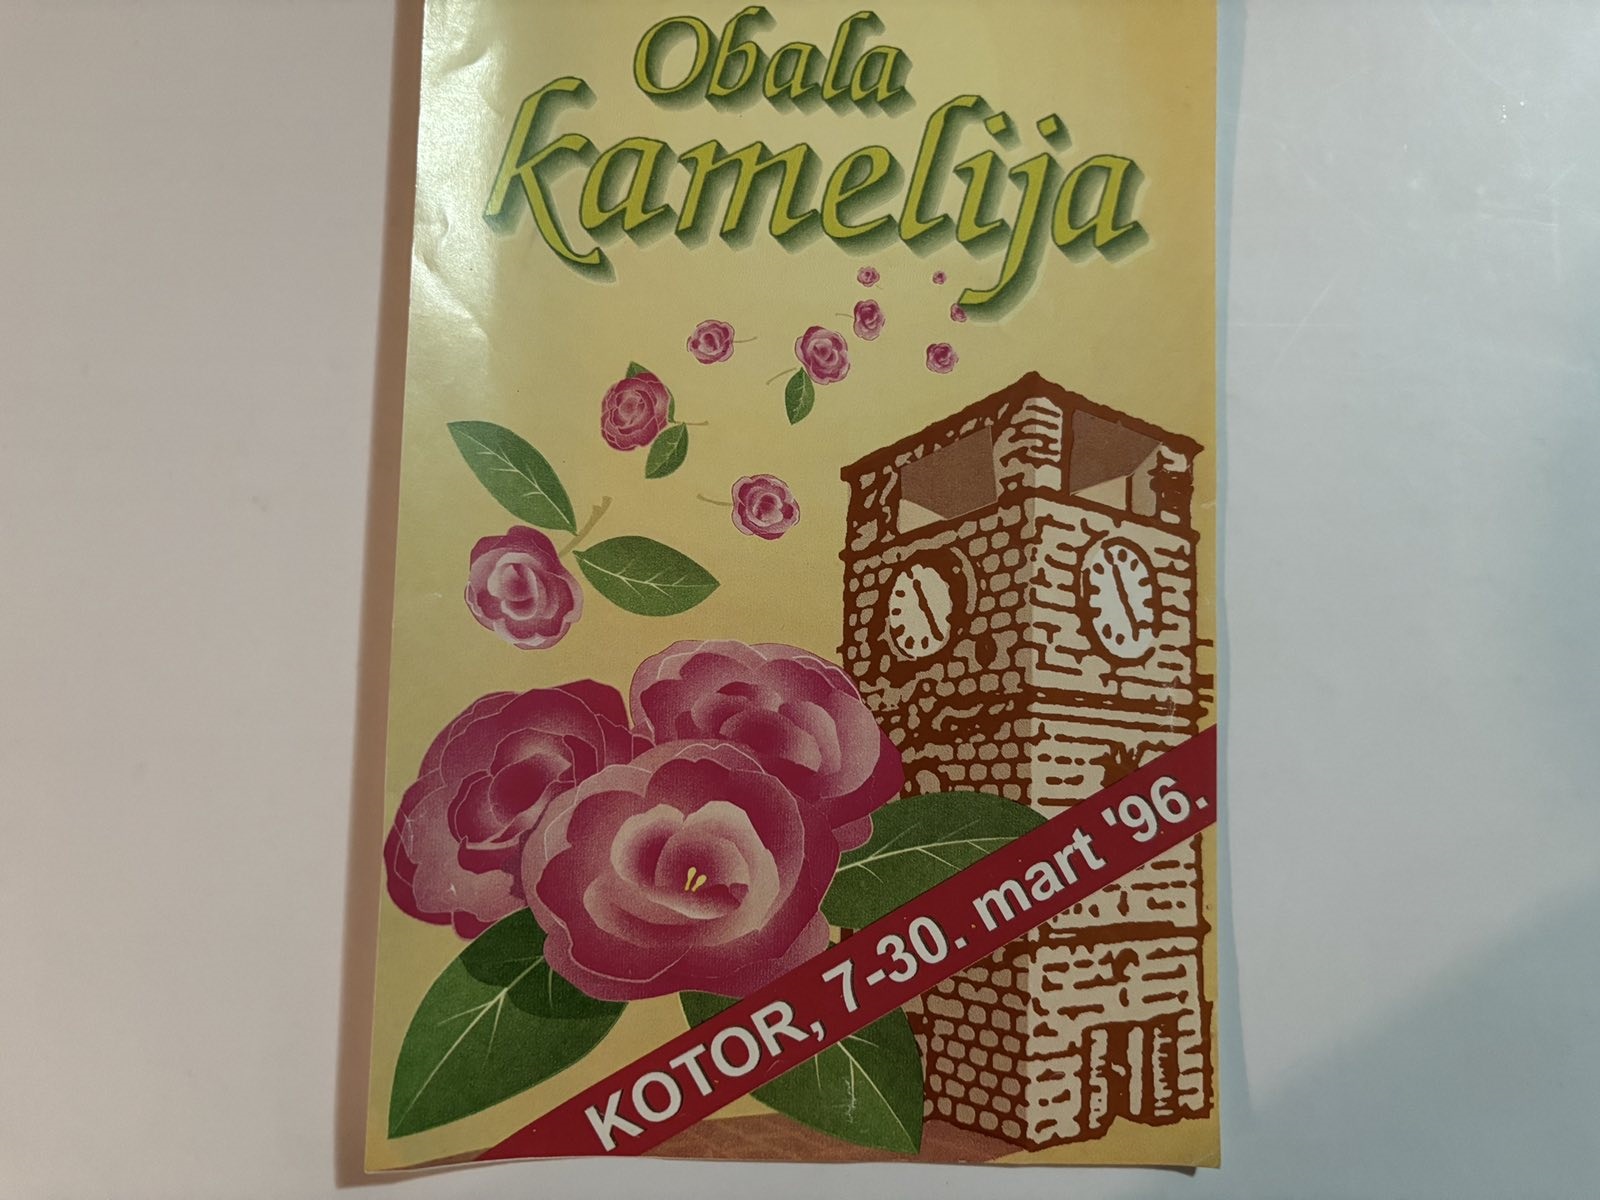 Obala
kamelija
KOTOR, 7-30. mart '96.